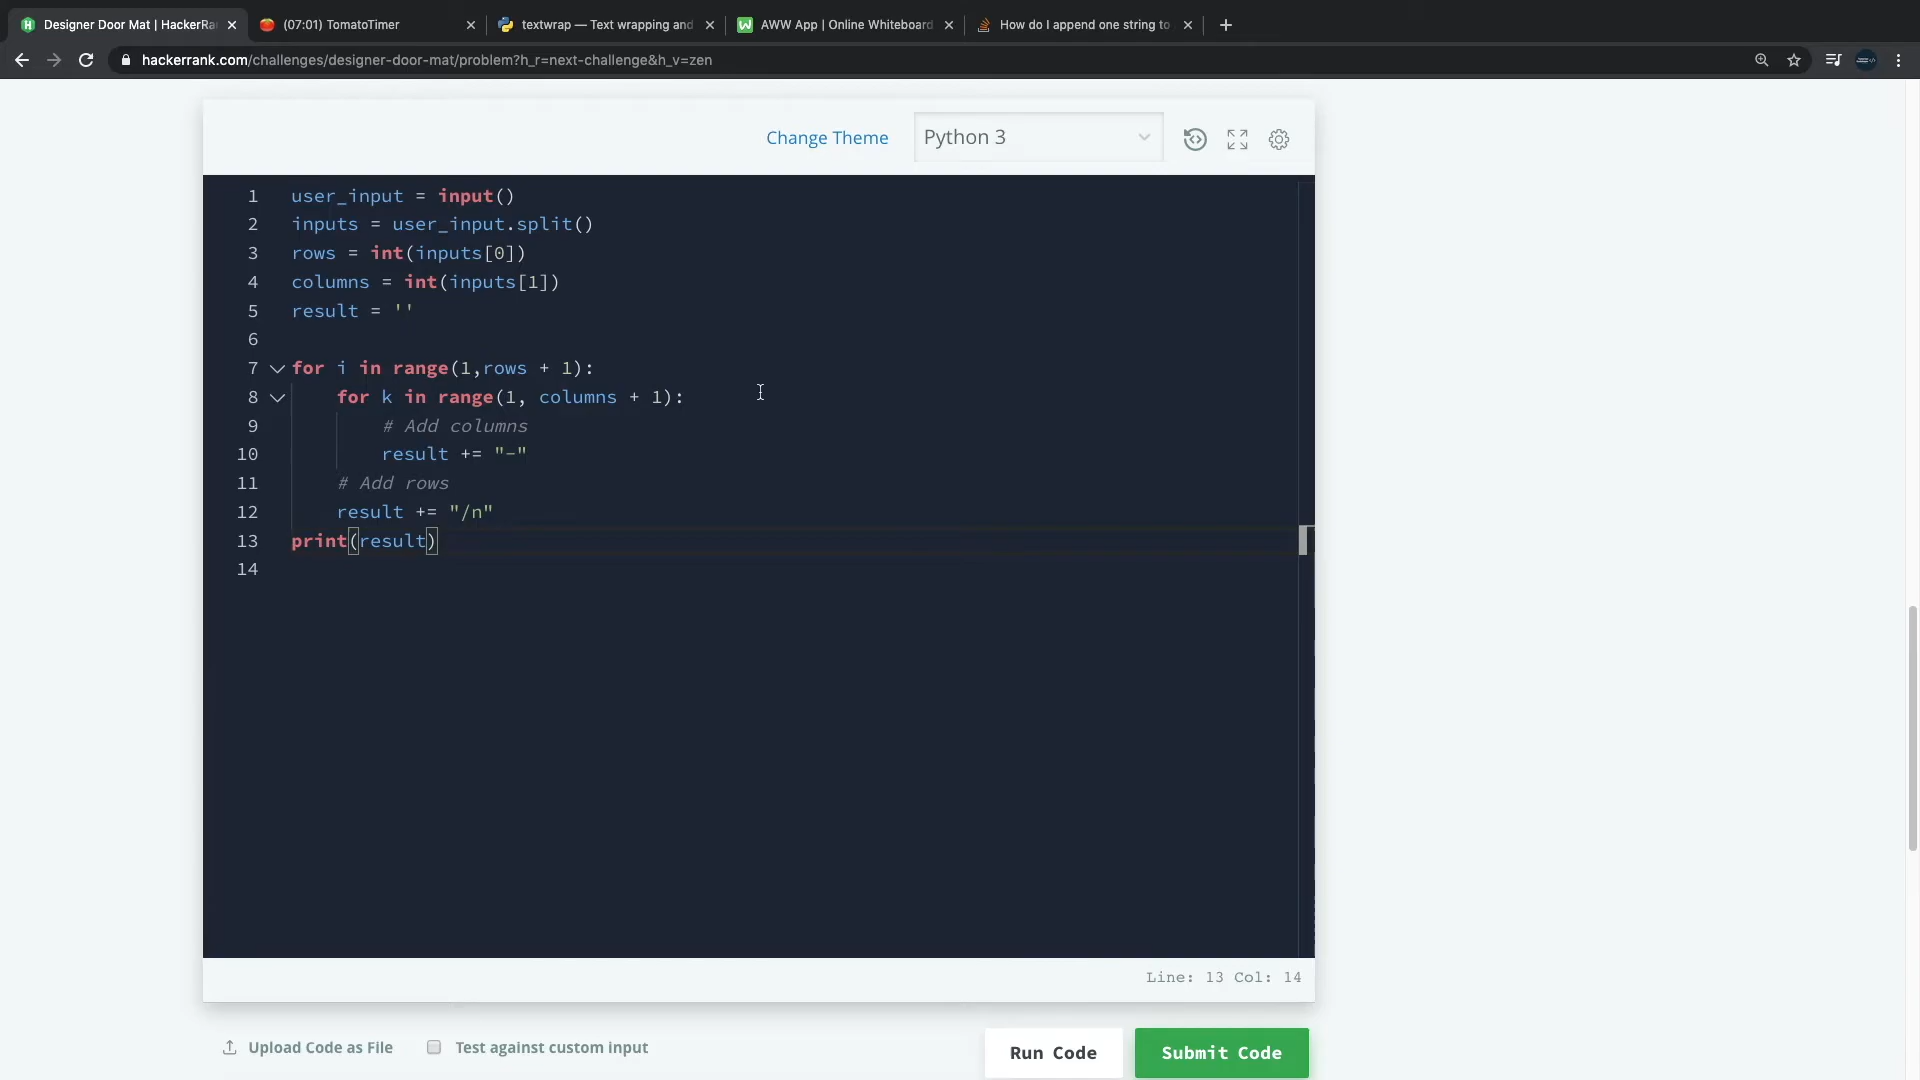 Designer Door Mat | HackerRa
(07:01) TomatoTimer
textwrap — Text wrapping and
AWW App | Online Whiteboard
How do I append one string to
hackerrank.com/challenges/designer-door-mat/problem?h_r=next-challenge&h_v=zen
Change Theme
Python 3
1 user_input = input()
2 inputs = user_input.split()
3 rows = int(inputs[0])
4 columns = int(inputs[1])
5 result = ''
6
7 for i in range(1,rows + 1):
8 for k in range(1, columns + 1):
9 # Add columns
10 result += "-"
11 # Add rows
12 result += "/n"
13 print(result)
14
Line: 13 Col: 14
Upload Code as File
Test against custom input
Run Code
Submit Code